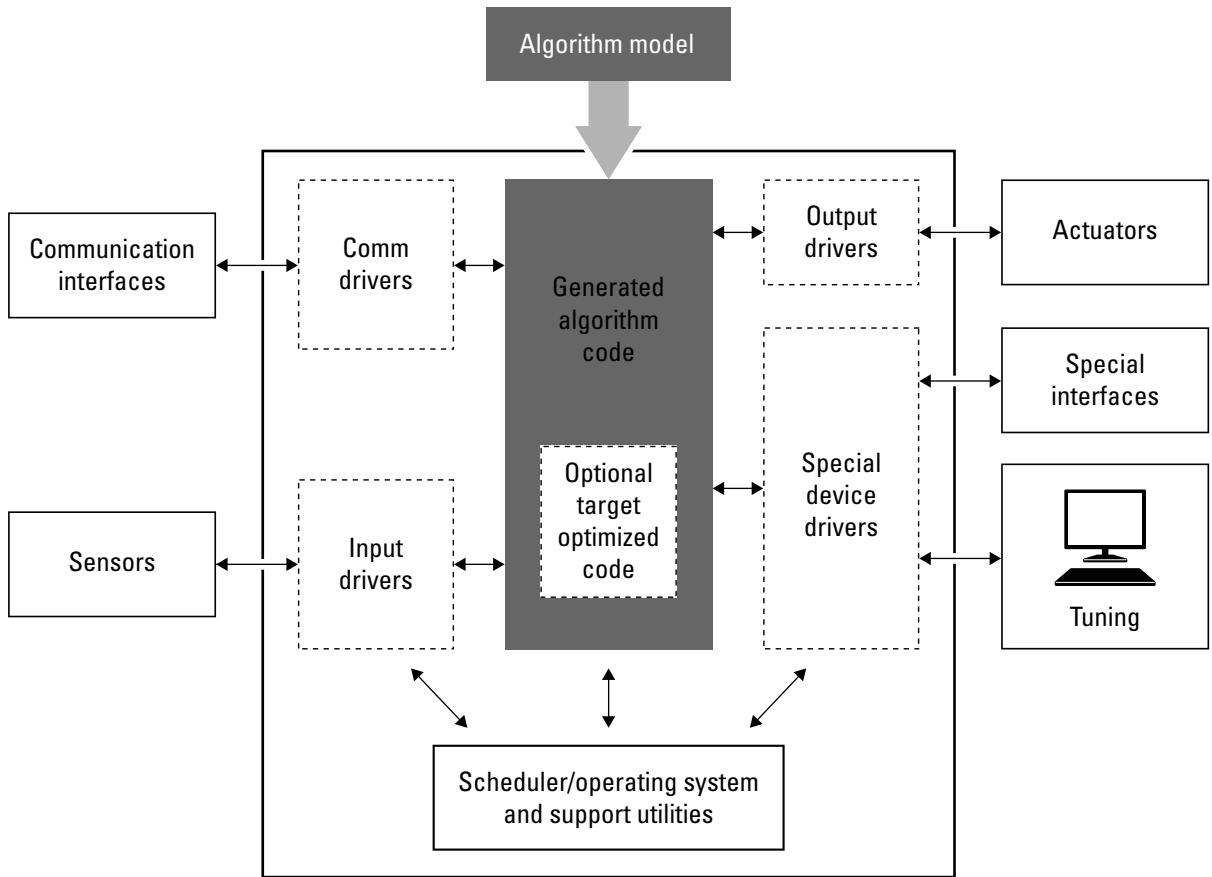 Algorithm model
Communication
interfaces
Comm
drivers
Generated
algorithm
code
Output
drivers
Actuators
Special
interfaces
Sensors
Input
drivers
Optional
target
optimized
code
Special
device
drivers
Tuning
Scheduler/operating system
and support utilities